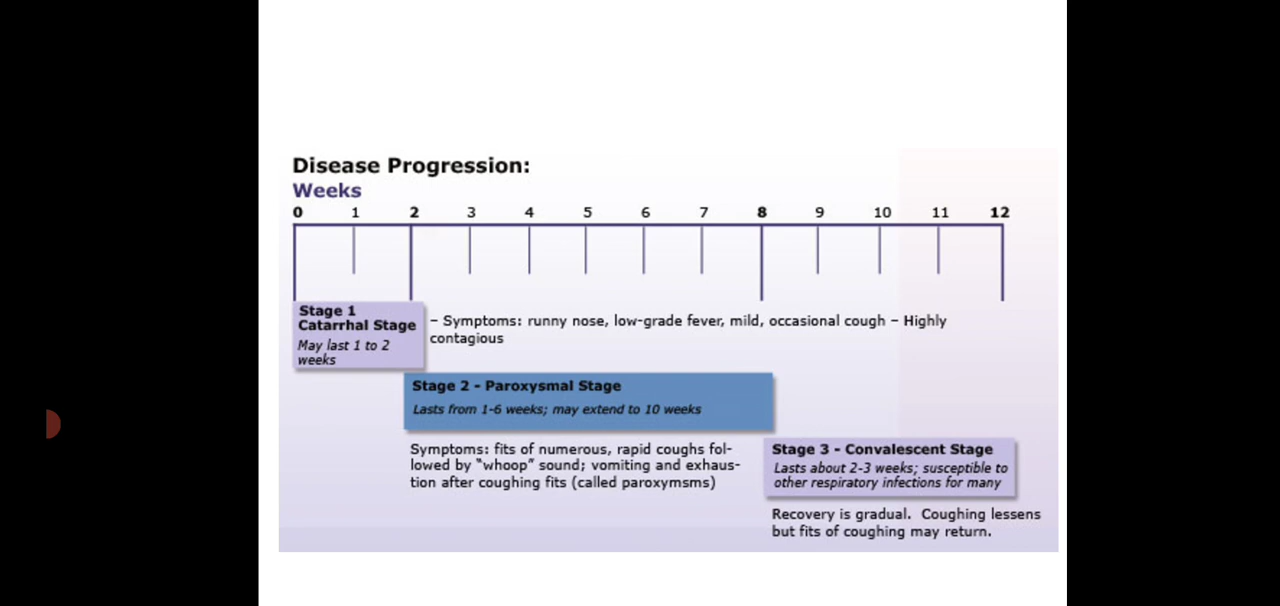 Disease Progression:
Weeks
0 1 2 3 4 5 6 7 8 9 10 11 12
Stage 1
Catarrhal Stage
May last 1 to 2
weeks
– Symptoms: runny nose, low-grade fever, mild, occasional cough – Highly
contagious
Stage 2 - Paroxysmal Stage
Lasts from 1-6 weeks; may extend to 10 weeks
Symptoms: fits of numerous, rapid coughs fol-
lowed by “whoop” sound; vomiting and exhaus-
tion after coughing fits (called paroxymsms)
Stage 3 - Convalescent Stage
Lasts about 2-3 weeks; susceptible to
other respiratory infections for many
Recovery is gradual. Coughing lessens
but fits of coughing may return.